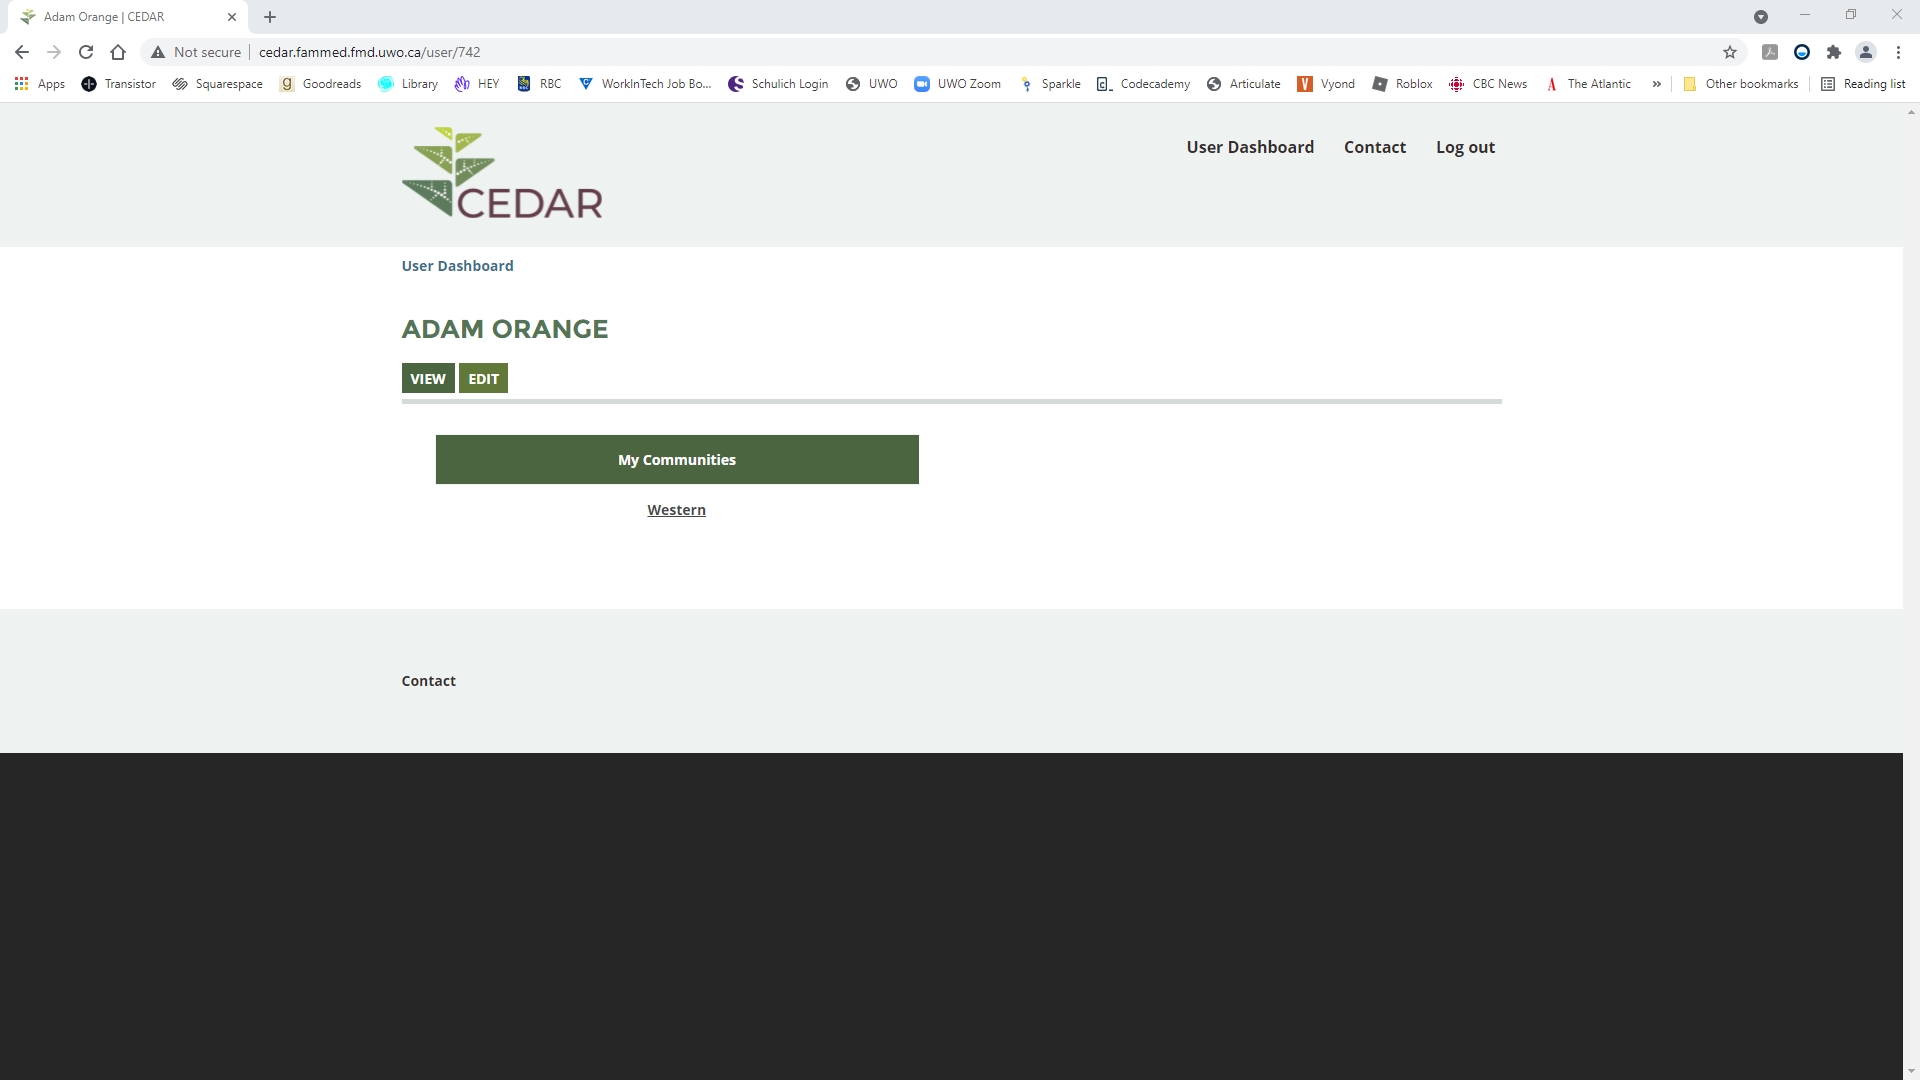 Adam Orange | CEDAR
Not secure | cedar.fammed.fmd.uwo.ca/user/742
Apps Transistor Squarespace Goodreads Library HEY RBC WorkInTech Job Bo... Schulich Login UWO UWO Zoom Sparkle Codecademy Articulate Vyond Roblox CBC News The Atlantic » Other bookmarks Reading list
CEDAR
User Dashboard Contact Log out
User Dashboard
ADAM ORANGE
VIEW EDIT
My Communities
Western
Contact